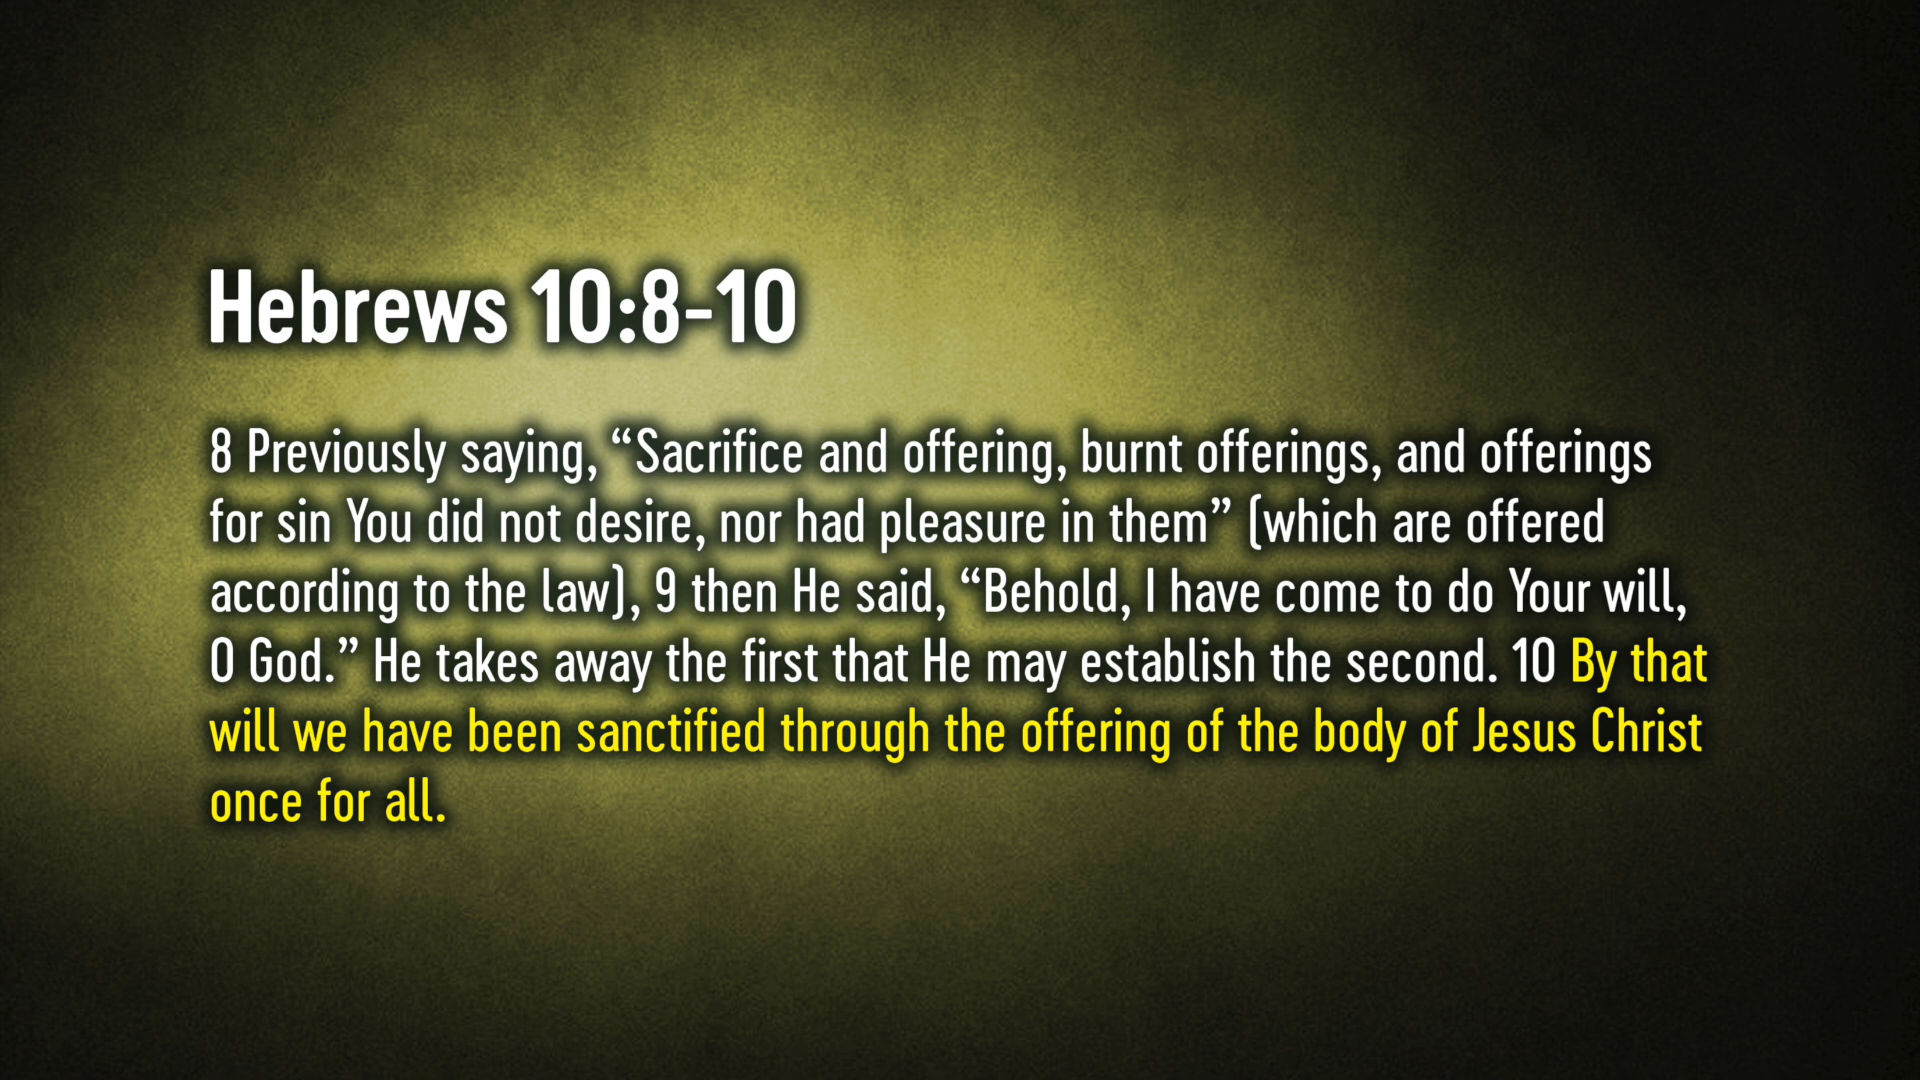 Hebrews 10:8-10
8 Previously saying, “Sacrifice and offering, burnt offerings, and offerings
for sin You did not desire, nor had pleasure in them” (which are offered
according to the law), 9 then He said, “Behold, I have come to do Your will,
O God.” He takes away the first that He may establish the second. 10 By that
will we have been sanctified through the offering of the body of Jesus Christ
once for all.